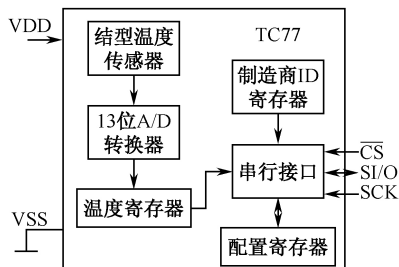 VDD
结型温度
传感器
TC77
制造商ID
寄存器
13位A/D
转换器
串行接口
CS
SI/O
SCK
VSS
温度寄存器
配置寄存器